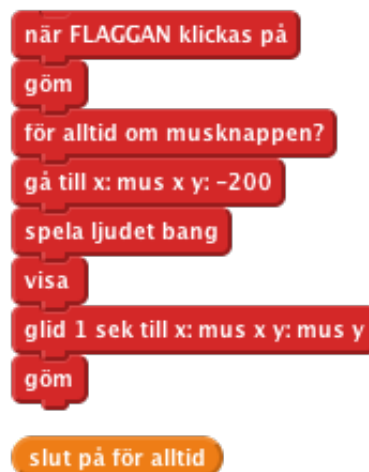 när FLAGGAN klickas på
göm
för alltid om musknappen?
gå till x: mus x y: -200
spela ljudet bang
visa
glid 1 sek till x: mus x y: mus y
göm
slut på för alltid